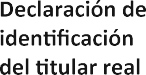 Declaración de
identificación
del titular real